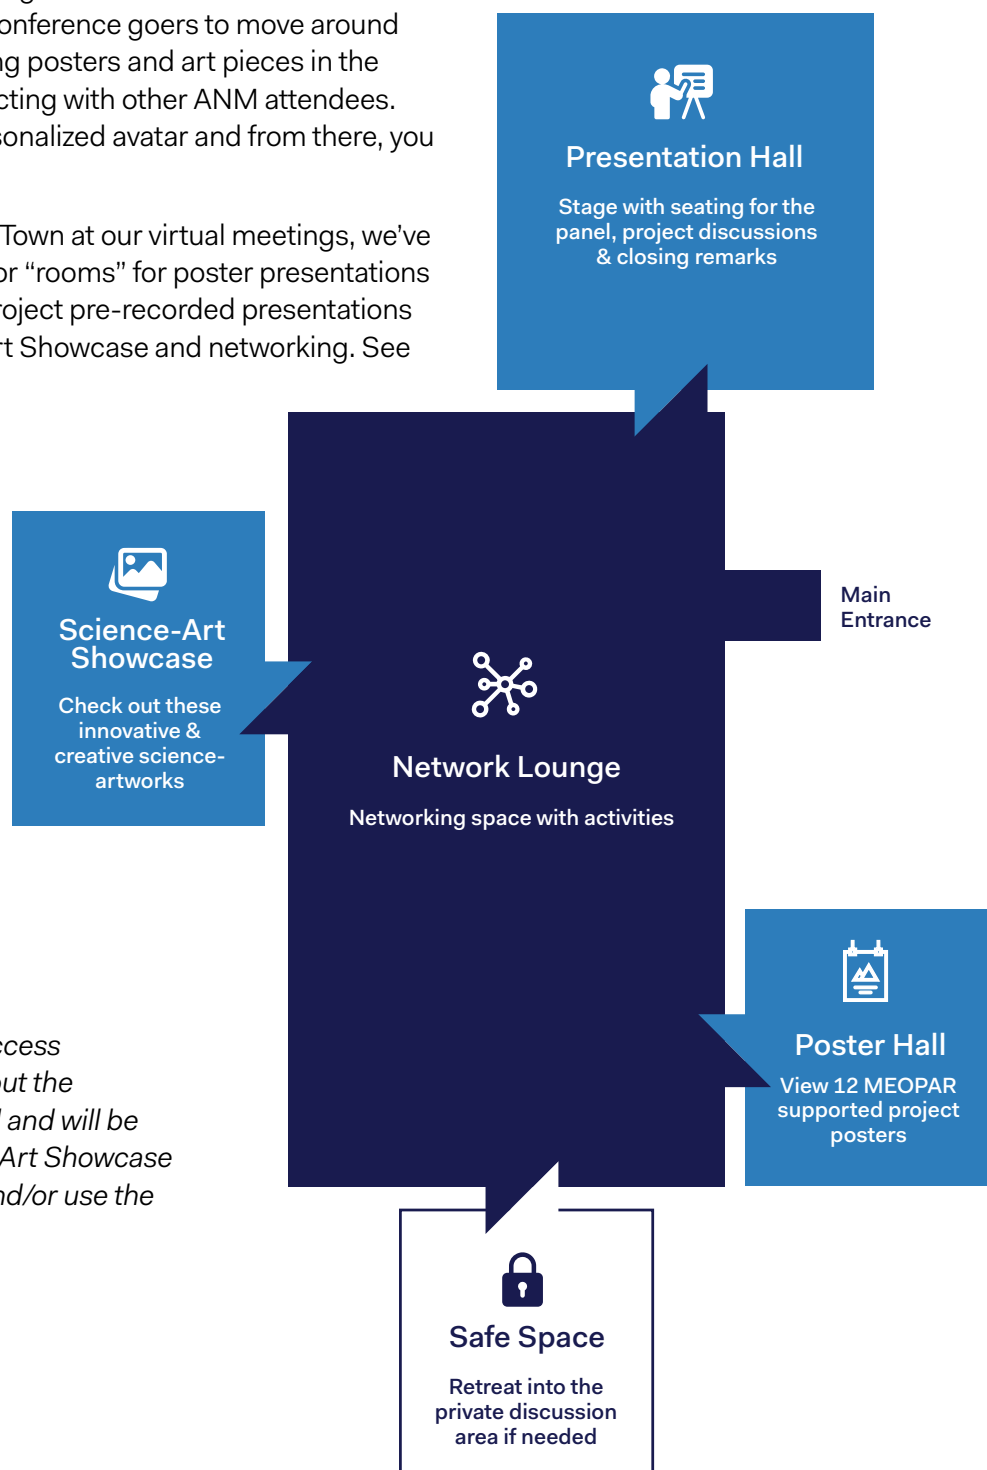 onference goers to move around
ng posters and art pieces in the
cting with other ANM attendees.
sonalized avatar and from there, you
Town at our virtual meetings, we've
or "rooms" for poster presentations
roject pre-recorded presentations
rt Showcase and networking. See
Presentation Hall
Stage with seating for the
panel, project discussions
& closing remarks
Science-Art
Showcase
Check out these
innovative &
creative science-
artworks
Main
Entrance
Network Lounge
Networking space with activities
Poster Hall
View 12 MEOPAR
supported project
posters
ccess
out the
and will be
Art Showcase
nd/or use the
Safe Space
Retreat into the
private discussion
area if needed